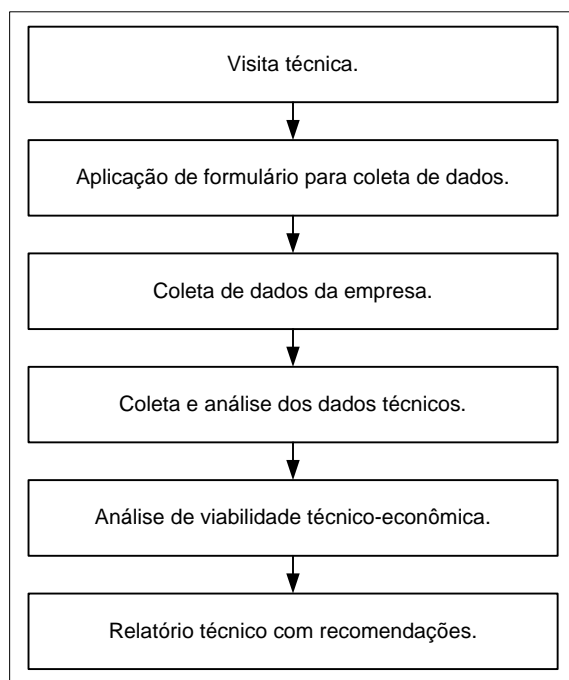 Visita técnica.
Aplicação de formulário para coleta de dados.
Coleta de dados da empresa.
Coleta e análise dos dados técnicos.
Análise de viabilidade técnico-econômica.
Relatório técnico com recomendações.